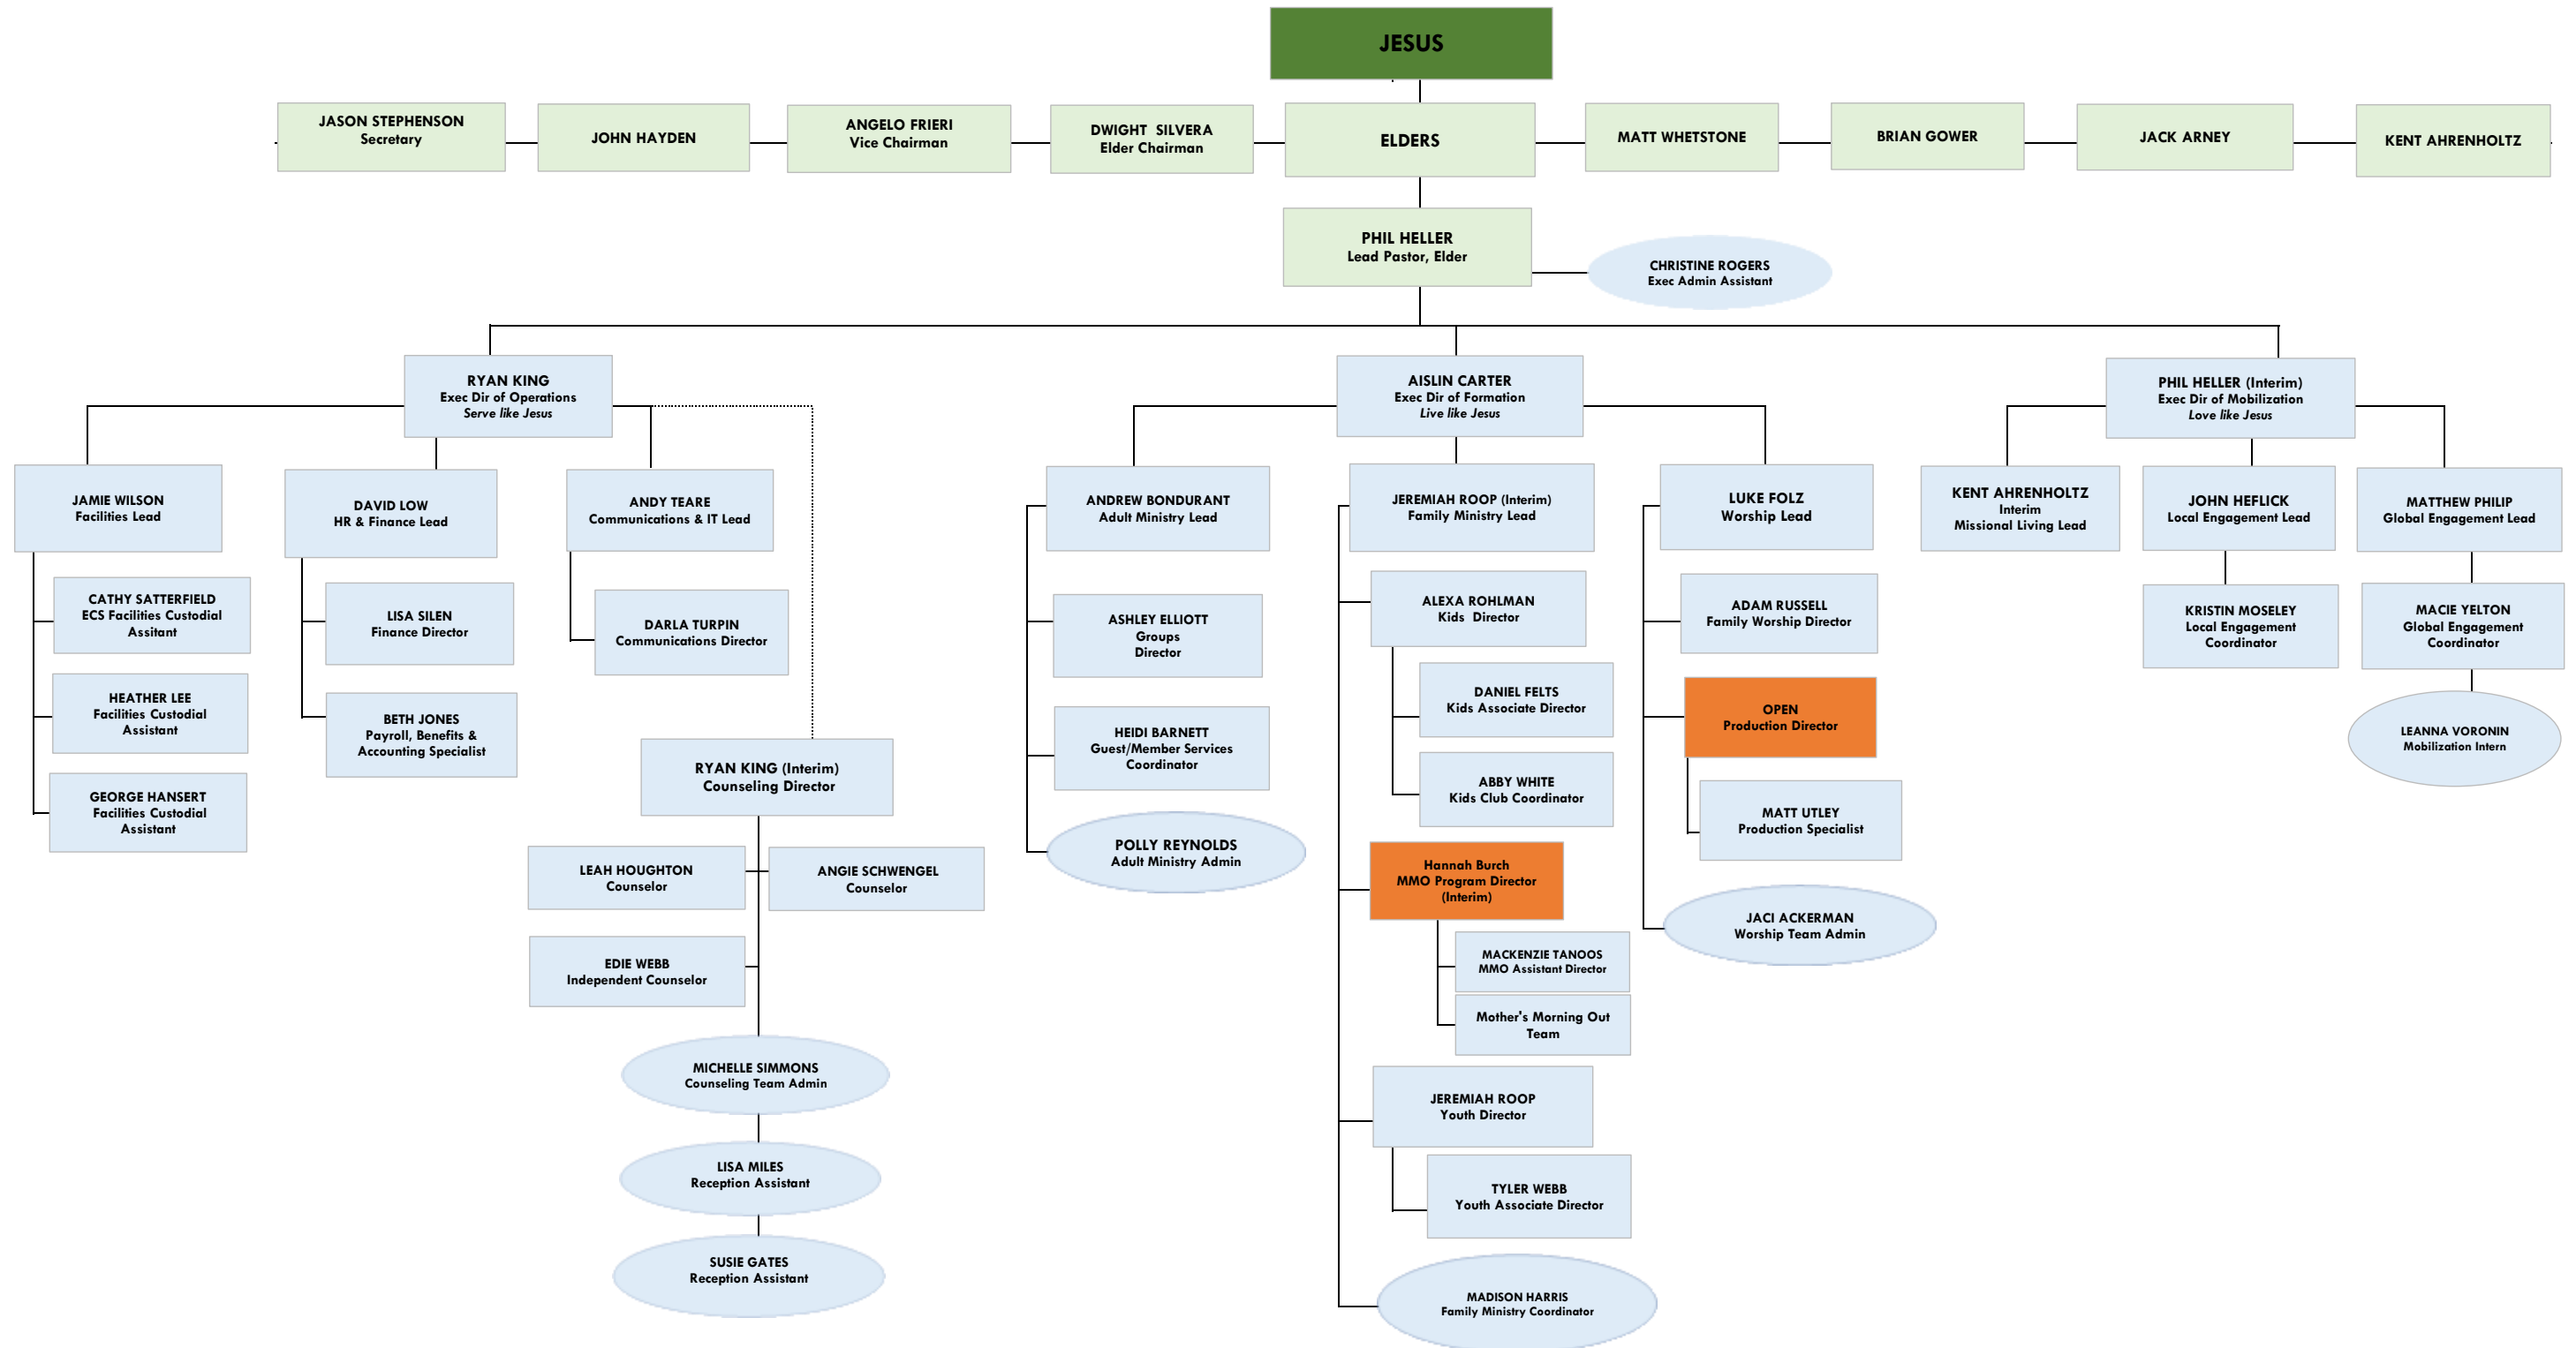 JESUS
JASON STEPHENSON
Secretary
JOHN HAYDEN
ANGELO FRIERI
Vice Chairman
DWIGHT SILVERA
Elder Chairman
ELDERS
MATT WHETSTONE
BRIAN GOWER
JACK ARNEY
KENT AHRENHOLTZ
PHIL HELLER
Lead Pastor, Elder
CHRISTINE ROGERS
Exec Admin Assistant
RYAN KING
Exec Dir of Operations
Serve like Jesus
AISLIN CARTER
Exec Dir of Formation
Live like Jesus
PHIL HELLER (Interim)
Exec Dir of Mobilization
Love like Jesus
JAMIE WILSON
Facilities Lead
DAVID LOW
HR & Finance Lead
ANDY TEARE
Communications & IT Lead
ANDREW BONDURANT
Adult Ministry Lead
JEREMIAH ROOP (Interim)
Family Ministry Lead
LUKE FOLZ
Worship Lead
KENT AHRENHOLTZ
Interim
Missional Living Lead
JOHN HEFLICK
Local Engagement Lead
MATTHEW PHILIP
Global Engagement Lead
CATHY SATTERFIELD
ECS Facilities Custodial
Assitant
HEATHER LEE
Facilities Custodial
Assistant
GEORGE HANSERT
Facilities Custodial
Assistant
LISA SILEN
Finance Director
BETH JONES
Payroll, Benefits &
Accounting Specialist
DARLA TURPIN
Communications Director
RYAN KING (Interim)
Counseling Director
LEAH HOUGHTON
Counselor
ANGIE SCHWENGEL
Counselor
EDIE WEBB
Independent Counselor
MICHELLE SIMMONS
Counseling Team Admin
LISA MILES
Reception Assistant
SUSIE GATES
Reception Assistant
ASHLEY ELLIOTT
Groups
Director
HEIDI BARNETT
Guest/Member Services
Coordinator
POLLY REYNOLDS
Adult Ministry Admin
ALEXA ROHLMAN
Kids Director
DANIEL FELTS
Kids Associate Director
ABBY WHITE
Kids Club Coordinator
Hannah Burch
MMO Program Director
(Interim)
MACKENZIE TANOOS
MMO Assistant Director
Mother's Morning Out
Team
JEREMIAH ROOP
Youth Director
TYLER WEBB
Youth Associate Director
MADISON HARRIS
Family Ministry Coordinator
ADAM RUSSELL
Family Worship Director
OPEN
Production Director
MATT UTLEY
Production Specialist
JACI ACKERMAN
Worship Team Admin
KRISTIN MOSELEY
Local Engagement
Coordinator
MACIE YELTON
Global Engagement
Coordinator
LEANNA VORONIN
Mobilization Intern